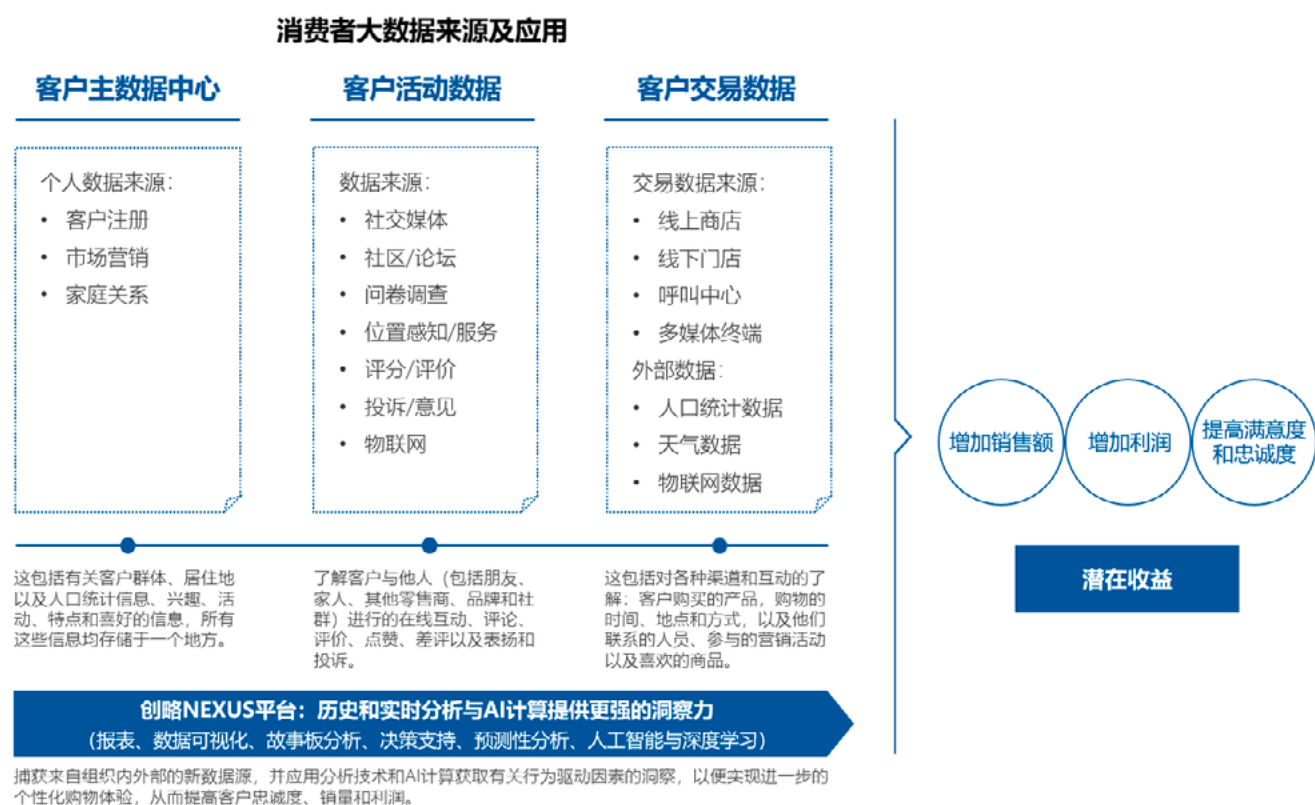 消费者大数据来源及应用
客户主数据中心
个人数据来源：
• 客户注册
• 市场营销
• 家庭关系
这包括有关客户群体、居住地
以及人口统计信息、兴趣、活
动、特点和喜好的信息，所有
这些信息均存储于一个地方。
客户活动数据
数据来源：
• 社交媒体
• 社区/论坛
• 问卷调查
• 位置感知/服务
• 评分/评价
• 投诉/意见
• 物联网
了解客户与他人（包括朋友、
家人、其他零售商、品牌和社
群）进行的在线互动、评论、
评价、点赞、差评以及表扬和
投诉。
客户交易数据
交易数据来源：
• 线上商店
• 线下门店
• 呼叫中心
• 多媒体终端
外部数据：
• 人口统计数据
• 天气数据
• 物联网数据
这包括对各种渠道和互动的了
解：客户购买的产品，购物的
时间、地点和方式，以及他们
联系的人员、参与的营销活动
以及喜欢的商品。
创略NEXUS平台：历史和实时分析与AI计算提供更强的洞察力
（报表、数据可视化、故事板分析、决策支持、预测性分析、人工智能与深度学习）
捕获来自组织内外部的新数据源，并应用分析技术和AI计算获取有关行为驱动因素的洞察，以便实现进一步的
个性化购物体验，从而提高客户忠诚度、销量和利润。
增加销售额
增加利润
提高满意度
和忠诚度
潜在收益